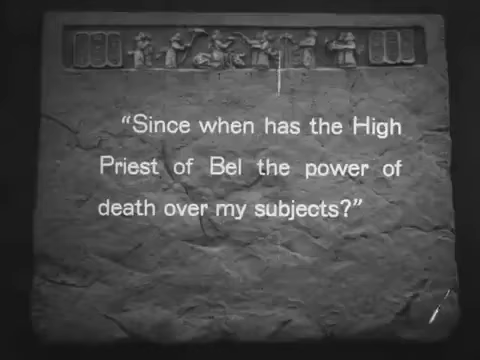 “Since when has the High
Priest of Bel the power of
death over my subjects?”